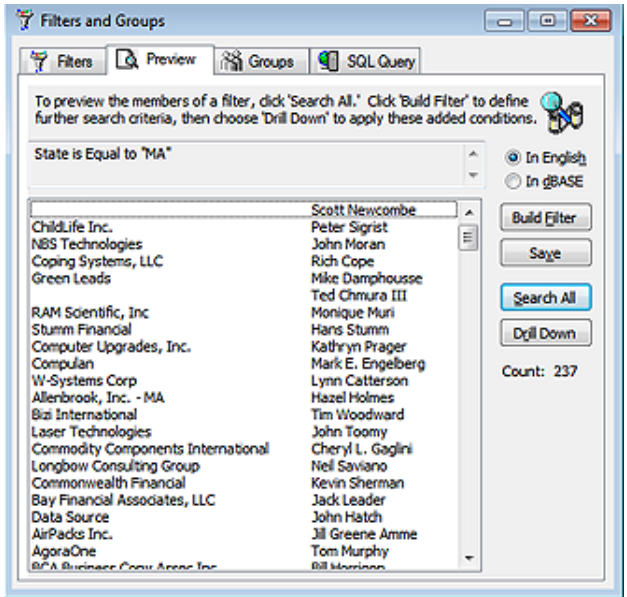 Filters and Groups
Filters Preview Groups SQL Query
To preview the members of a filter, click 'Search All.' Click 'Build Filter' to define
further search criteria, then choose 'Drill Down' to apply these added conditions.
State is Equal to "MA"
In English
In dBASE
Build Filter
Save
Search All
Drill Down
Count: 237
Scott Newcombe
ChildLife Inc. Peter Sigrist
NBS Technologies John Moran
Coping Systems, LLC Rich Cope
Green Leads Mike Damphousse
Ted Chmura III
RAM Scientific, Inc Monique Muri
Stumm Financial Hans Stumm
Computer Upgrades, Inc. Kathryn Prager
Compulan Mark E. Engelberg
W-Systems Corp Lynn Catterson
Allenbrook, Inc. - MA Hazel Holmes
Bizi International Tim Woodward
Laser Technologies John Toomy
Commodity Components International Cheryl L. Gaglini
Longbow Consulting Group Neil Saviano
Commonwealth Financial Kevin Sherman
Bay Financial Associates, LLC Jack Leader
Data Source John Hatch
AirPacks Inc. Jill Greene Amme
AgoraOne Tom Murphy
BCA Business Copy Assoc Inc